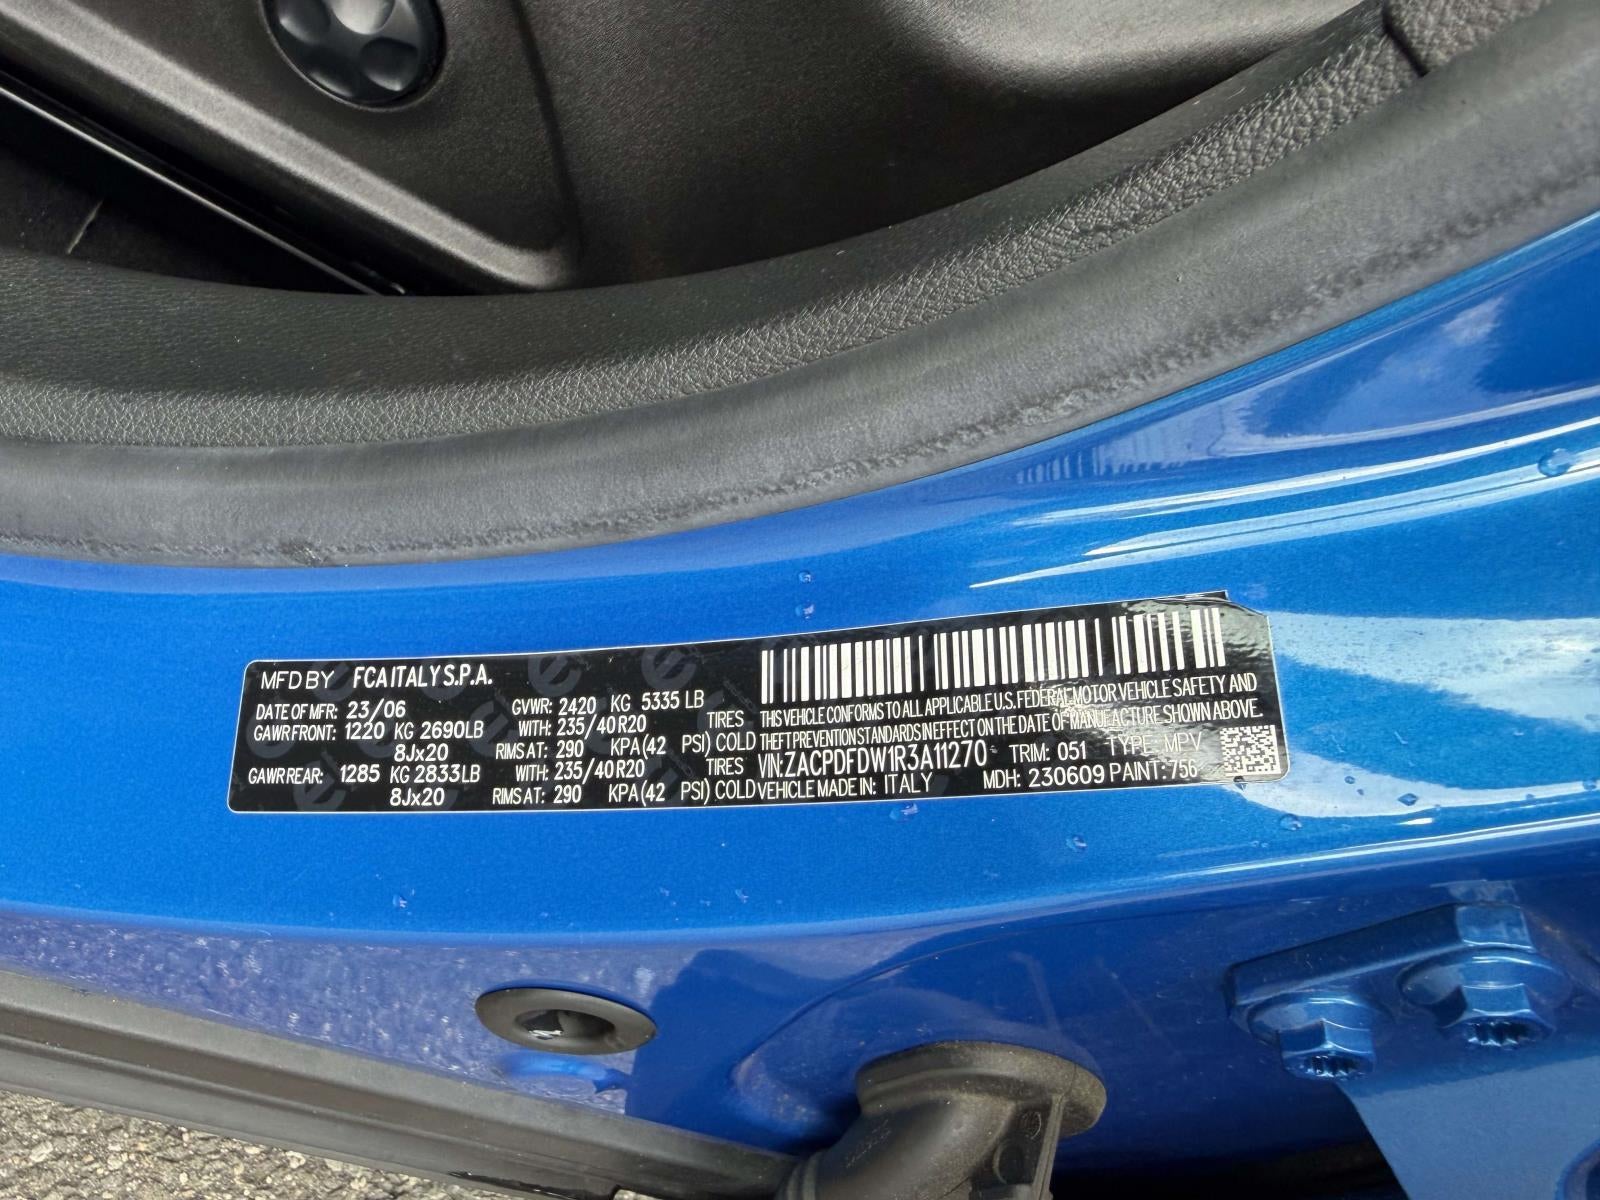 MFD BY FCA ITALY S.P.A.
DATE OF MFR: 23/06 GVWR: 2420 KG 5335 LB
GAWR FRONT: 1220 KG 2690LB WITH: 235/40 R20 TIRES
8Jx20 RIMS AT: 290 KPA(42 PSI) COLD
GAWR REAR: 1285 KG 2833LB WITH: 235/40 R20 TIRES
8Jx20 RIMS AT: 290 KPA(42 PSI) COLD
THIS VEHICLE CONFORMS TO ALL APPLICABLE U.S. FEDERAL MOTOR VEHICLE SAFETY AND
THEFT PREVENTION STANDARDS IN EFFECT ON THE DATE OF MANUFACTURE SHOWN ABOVE.
VIN: ZACPDFDW1R3A11270 TRIM: 051 TYPE: MPV
VEHICLE MADE IN: ITALY MDH: 230609 PAINT: 756